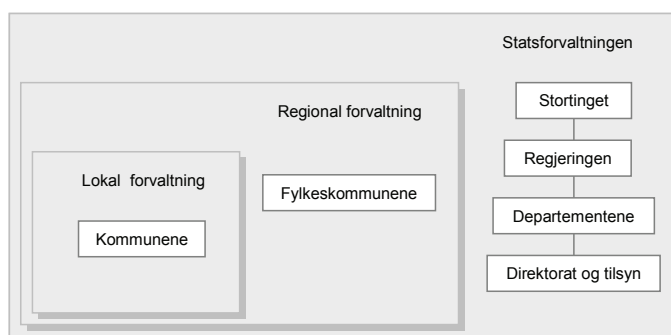 Statsforvaltningen
Stortinget
Regional forvaltning
Regjeringen
Lokal forvaltning
Fylkeskommunene
Departementene
Kommunene
Direktorat og tilsyn